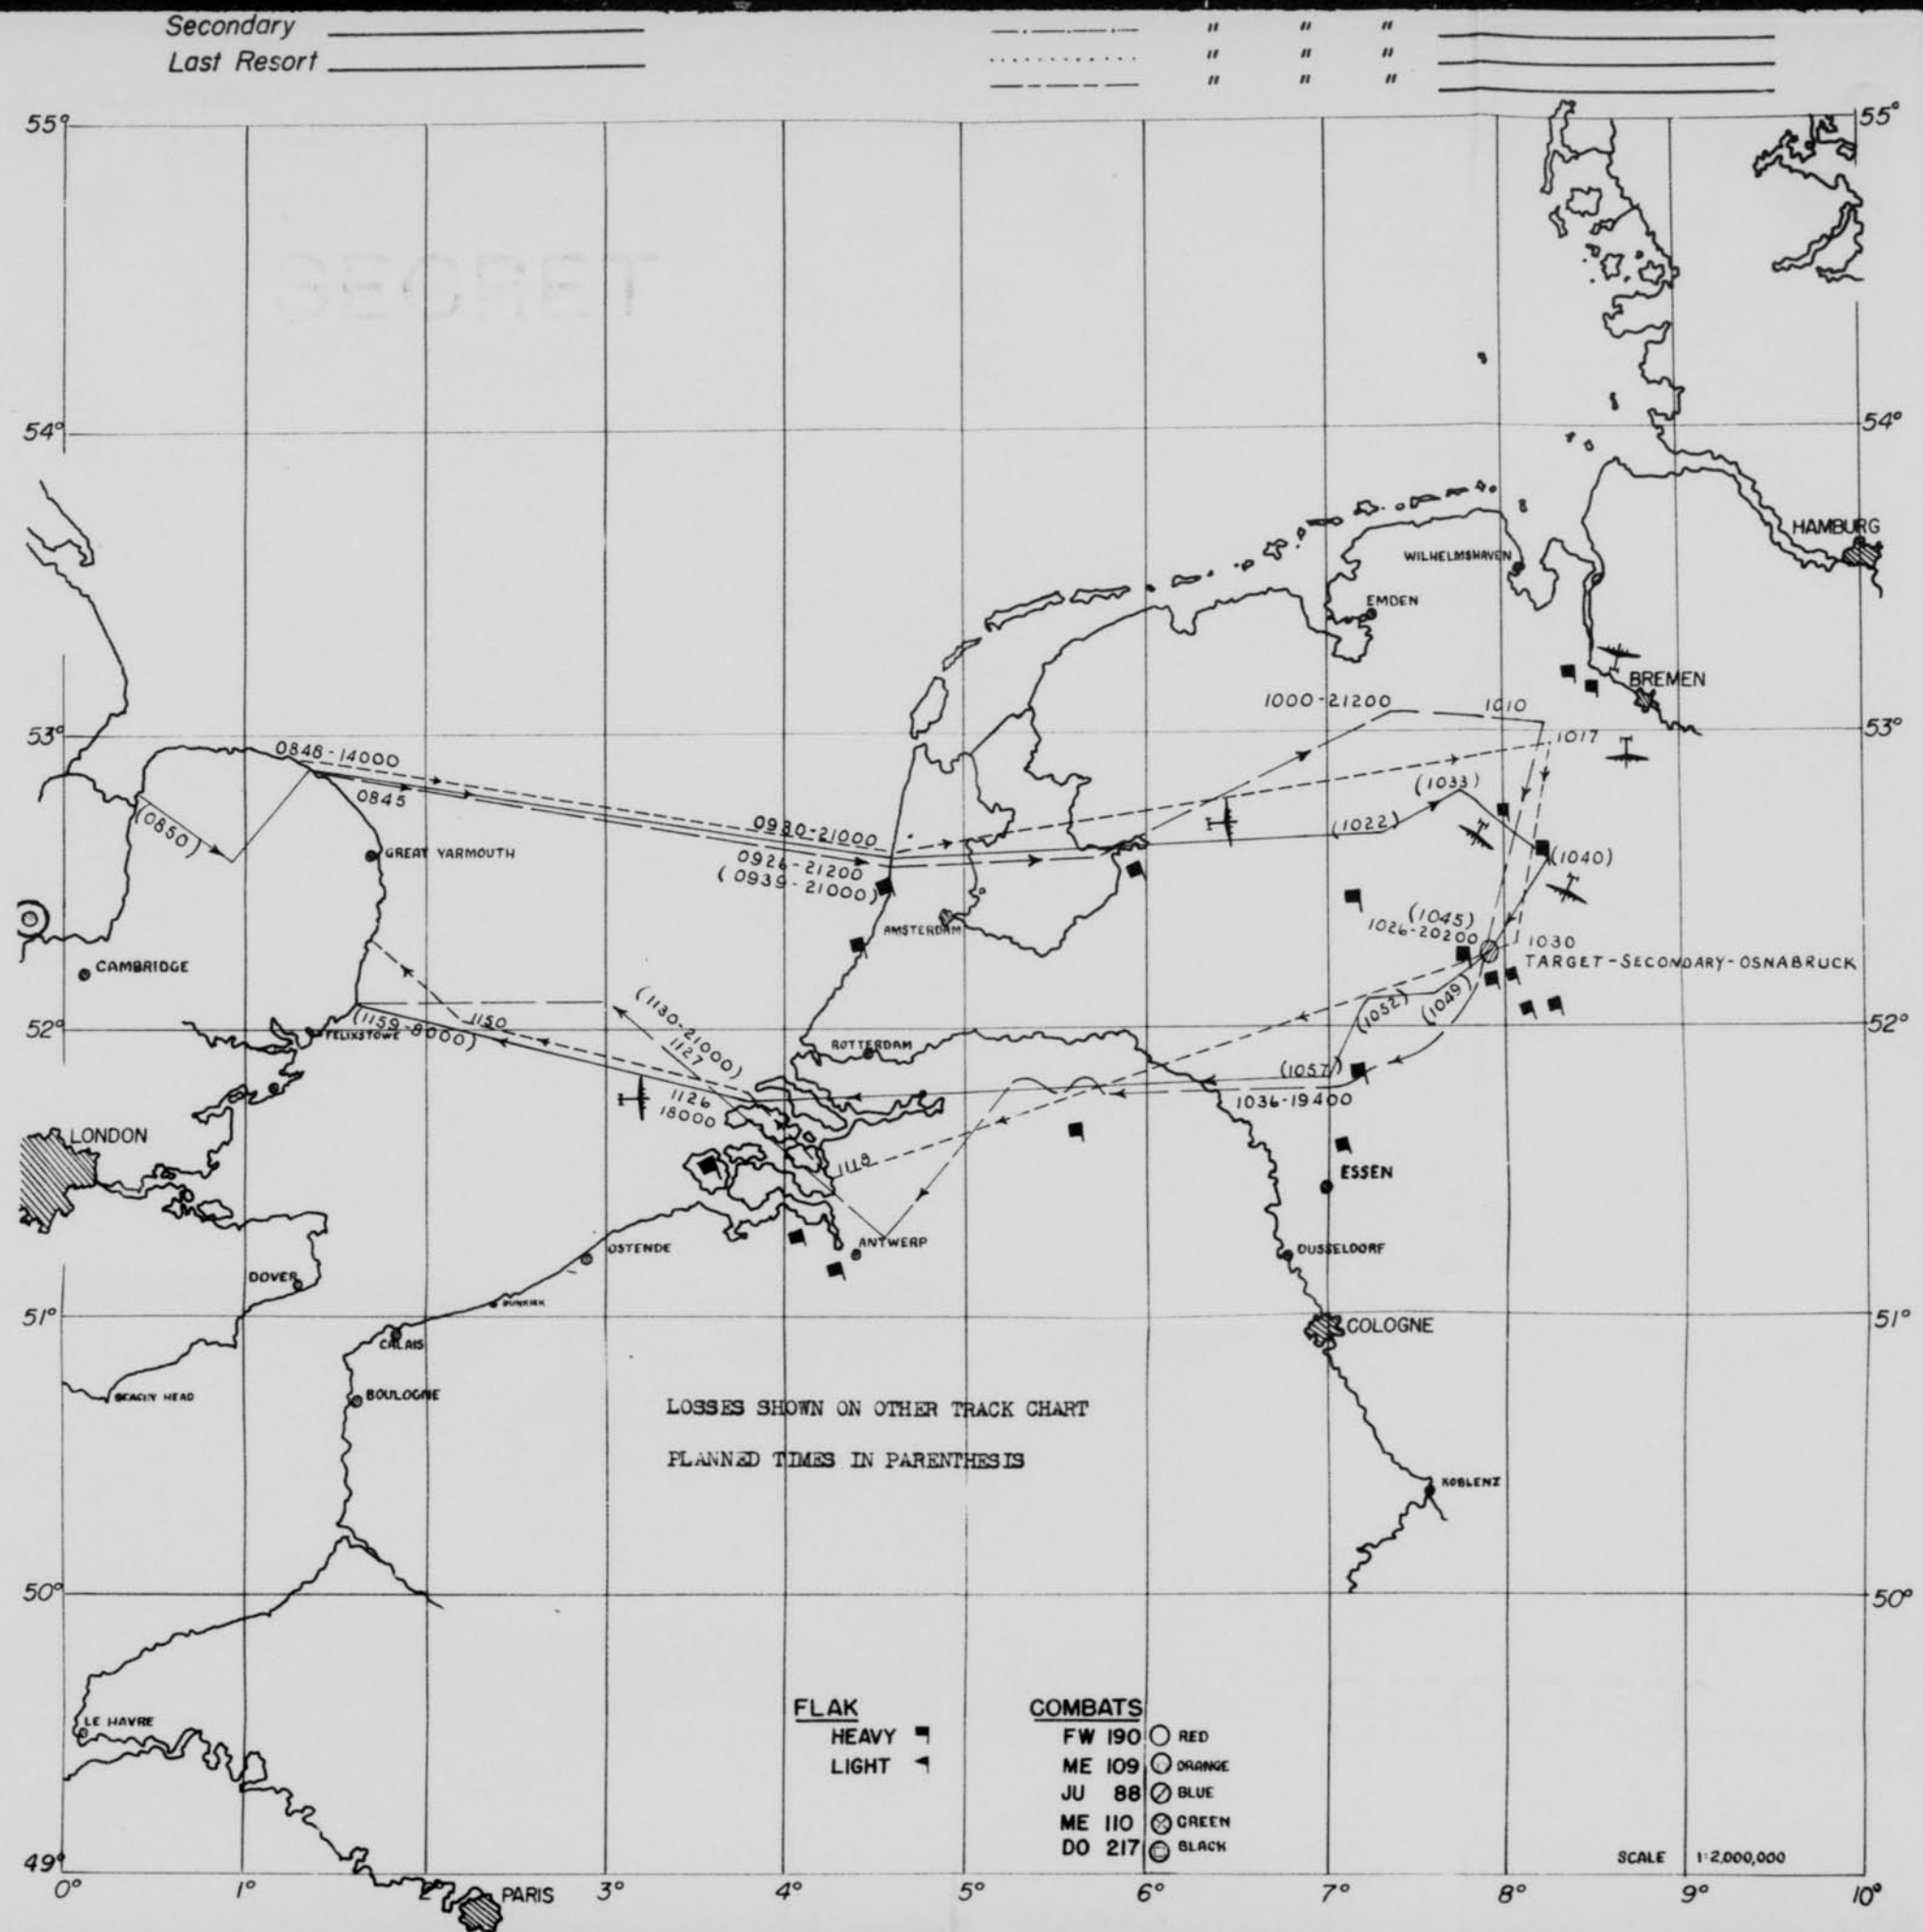 Secondary " " "
Last Resort " " "
" " "
55° 55°
54° 54°
HAMBURG
WILHELMSHAVEN
EMDEN
BREMEN
1000-21200 1010
53° 53°
1017
0848-14000
(1033)
0845
0930-21000 (1022)
GREAT YARMOUTH
(0850)
0926-21200 (1040)
(0939-21000)
(1045)
AMSTERDAM 1026-20200
1030
CAMBRIDGE
TARGET-SECONDARY-OSNABRUCK
(1052) (1049)
52° 52°
(1159-8000) 1150
(1130-21000)
1127
FELIXSTOWE
ROTTERDAM
(1057)
1126
18000
1036-19400
LONDON
1118
ESSEN
OSTENDE ANTWERP DUSSELDORF
DOVER
DUNKIRK
51° 51°
COLOGNE
CALAIS
BEACHY HEAD BOULOGNE
LOSSES SHOWN ON OTHER TRACK CHART
PLANNED TIMES IN PARENTHESIS
KOBLENZ
50° 50°
FLAK COMBATS
LE HAVRE
HEAVY FW 190 RED
LIGHT ME 109 ORANGE
JU 88 BLUE
ME 110 GREEN
DO 217 BLACK
SCALE 1:2,000,000
49°
0° 1° 2° PARIS 3° 4° 5° 6° 7° 8° 9° 10°